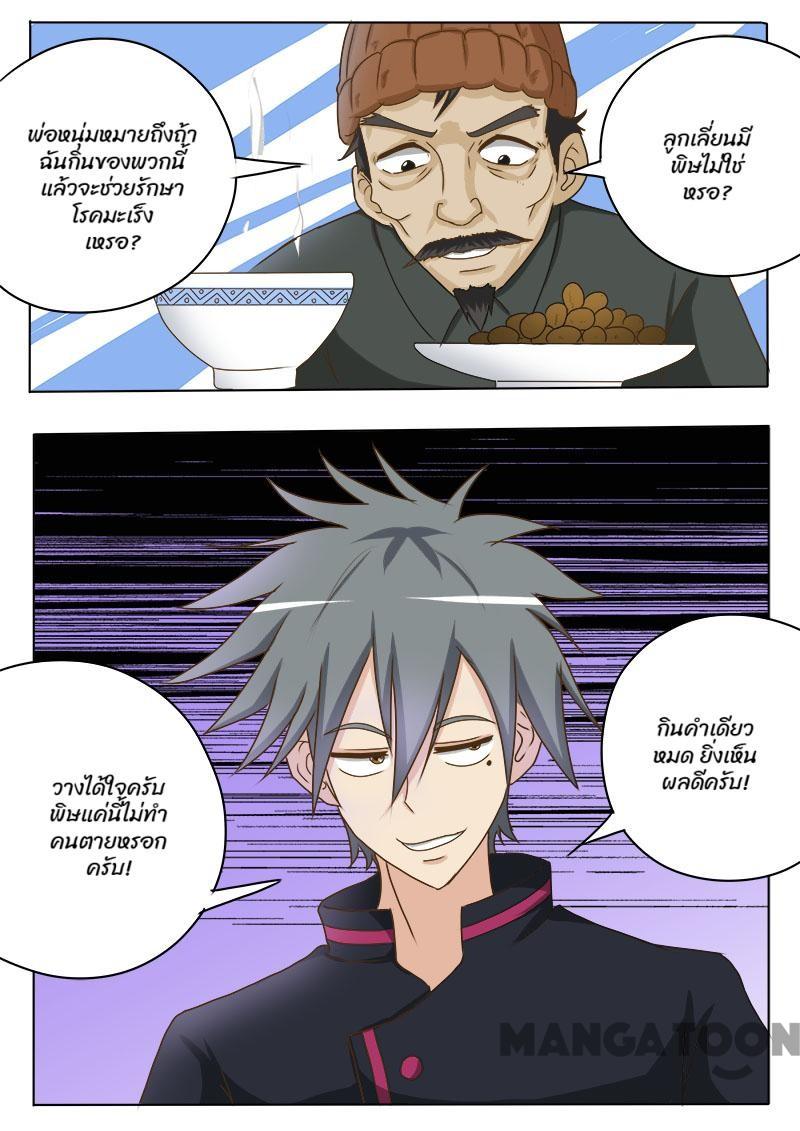 พ่อหนุ่มหมายถึงถ้า
ฉันกินของพวกนี้
แล้วจะช่วยรักษา
โรคมะเร็ง
เหรอ?
ลูกเลี่ยนมี
พิษไม่ใช่
หรอ?
วางได้ใจครับ
พิษแค่นี้ไม่ทำ
คนตายหรอก
ครับ!
กินคำเดียว
หมด ยิ่งเห็น
ผลดีครับ!
MANGATOON